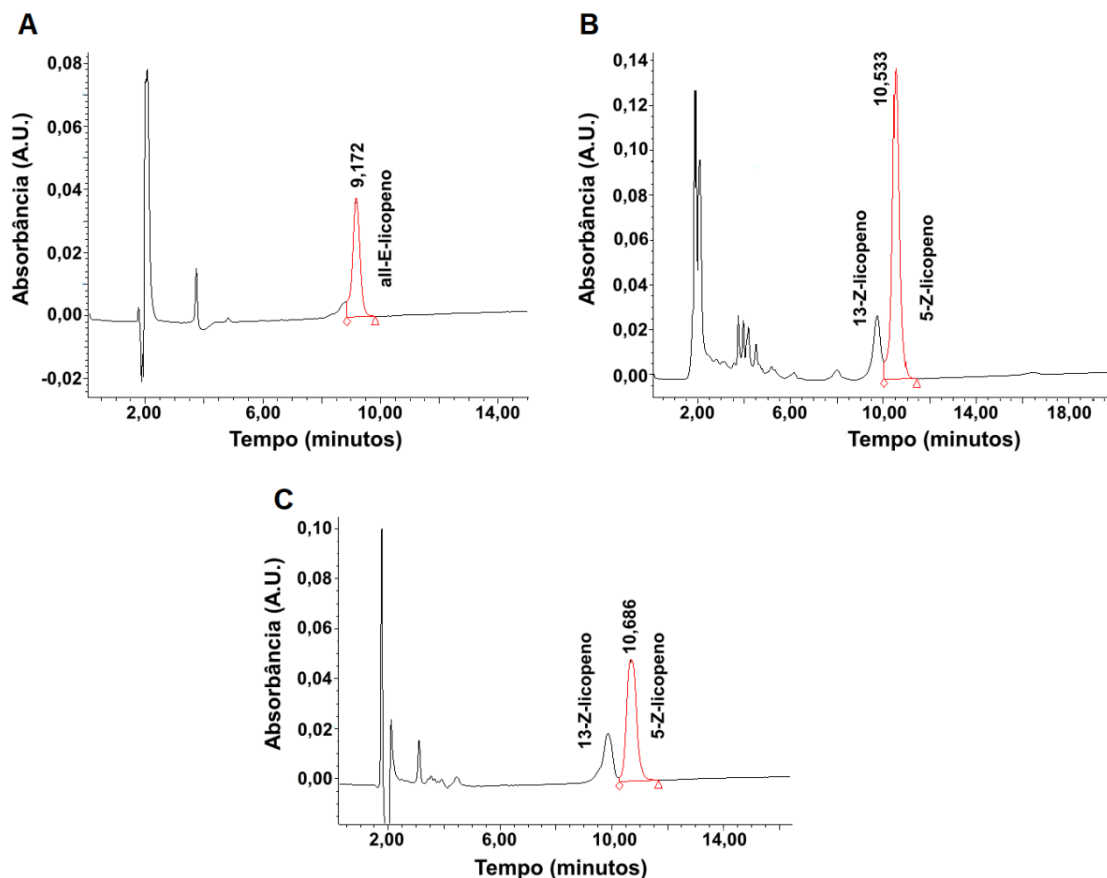 A
Absorbância (A.U.)
0,08
0,06
0,04
0,02
0,00
-0,02
9,172
all-E-licopeno
2,00 6,00 10,00 14,00
Tempo (minutos)
B
Absorbância (A.U.)
0,14
0,12
0,10
0,08
0,06
0,04
0,02
0,00
13-Z-licopeno
10,533
5-Z-licopeno
2,00 6,00 10,00 14,00 18,00
Tempo (minutos)
C
Absorbância (A.U.)
0,10
0,08
0,06
0,04
0,02
0,00
13-Z-licopeno
10,686
5-Z-licopeno
2,00 6,00 10,00 14,00
Tempo (minutos)